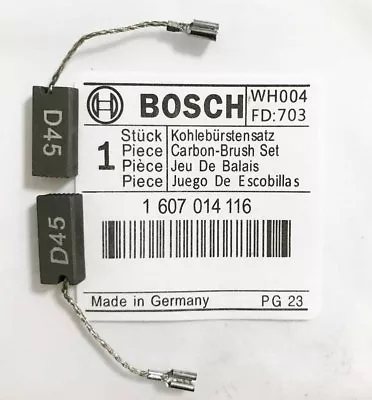 BOSCH
WH004
FD:703
1
Stück Kohlebürstensatz
Piece Carbon-Brush Set
Pièce Jeu De Balais
Piece Juego De Escobillas
1 607 014 116
Made in Germany PG 23
D45
D45